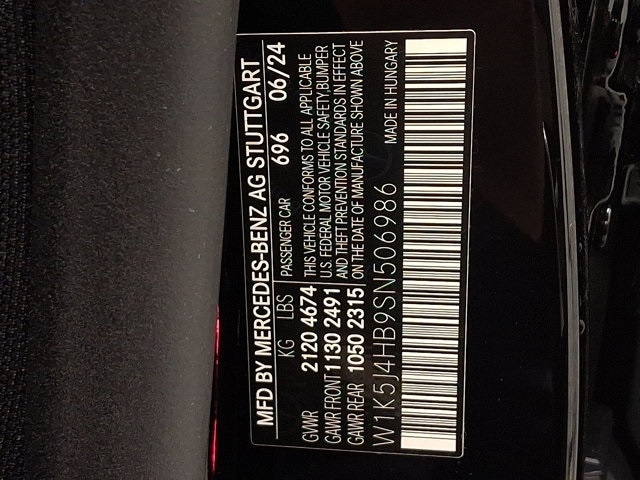 MFD BY MERCEDES-BENZ AG STUTTGART
KG LBS PASSENGER CAR 696 06/24
GVWR 2120 4674
GAWR FRONT 1130 2491
GAWR REAR 1050 2315
THIS VEHICLE CONFORMS TO ALL APPLICABLE
U.S. FEDERAL MOTOR VEHICLE SAFETY,BUMPER
AND THEFT PREVENTION STANDARDS IN EFFECT
ON THE DATE OF MANUFACTURE SHOWN ABOVE
W1K5J4HB9SN506986 MADE IN HUNGARY